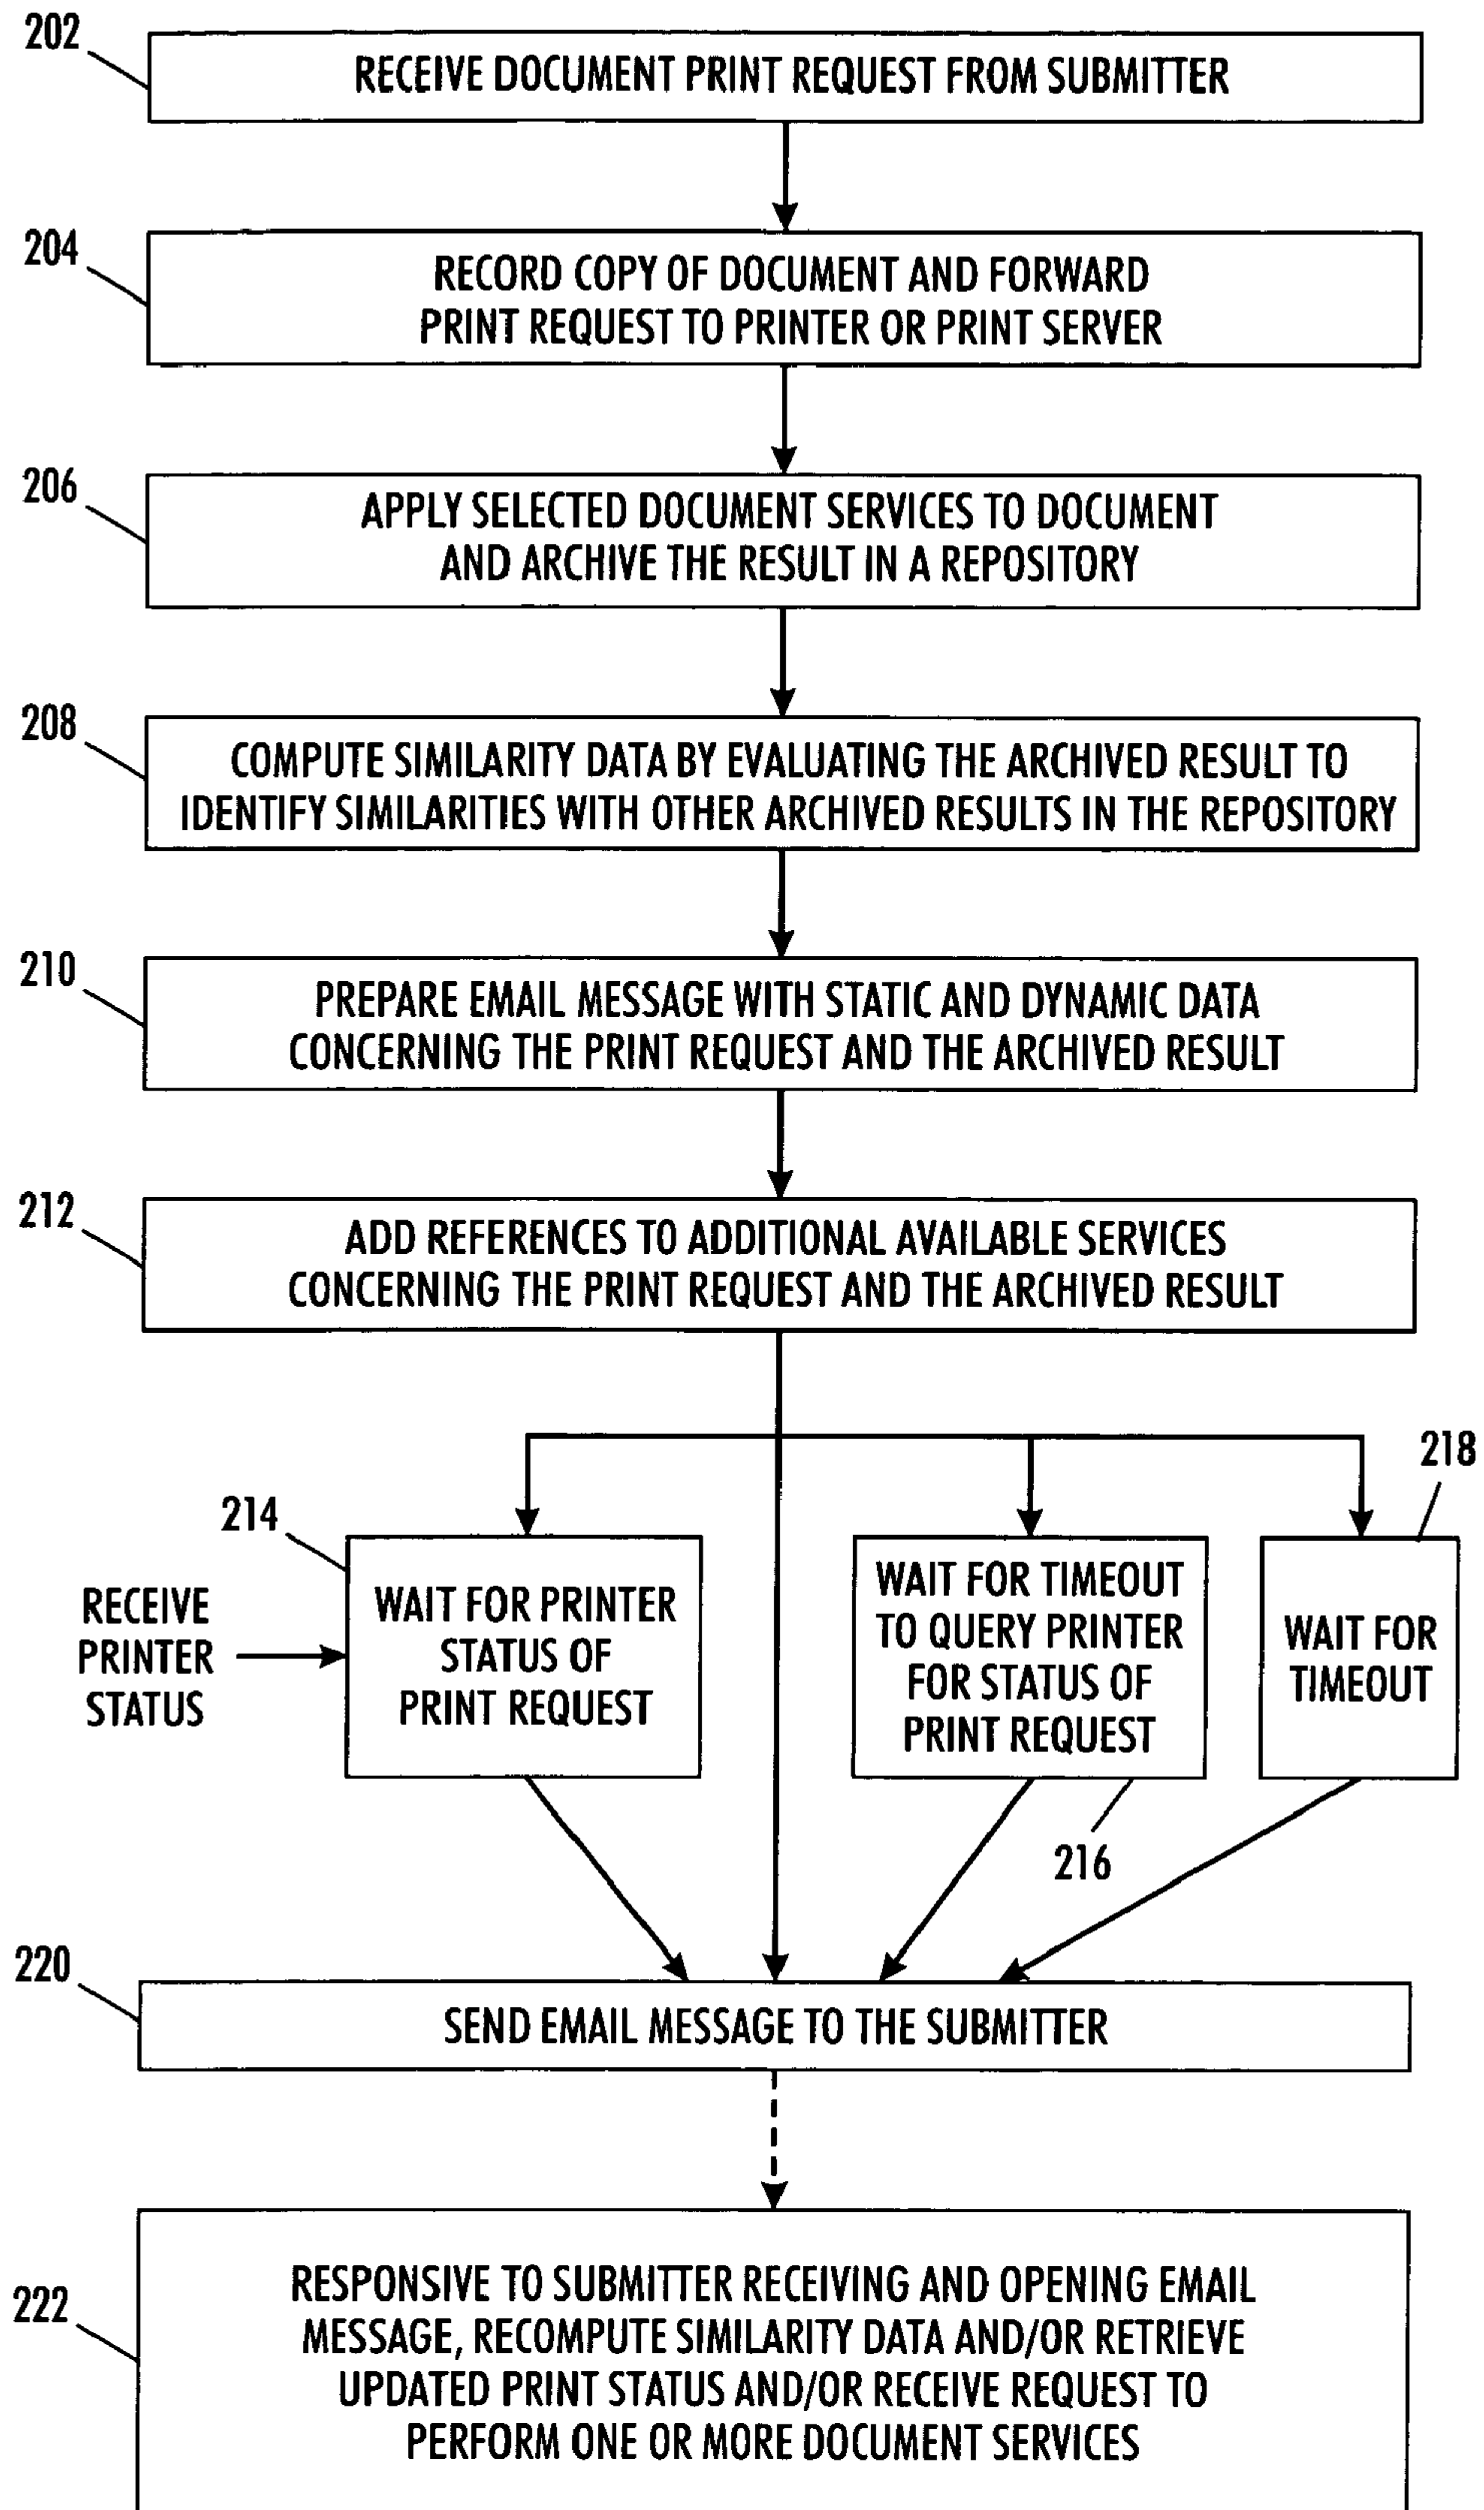 202
RECEIVE DOCUMENT PRINT REQUEST FROM SUBMITTER
204
RECORD COPY OF DOCUMENT AND FORWARD
PRINT REQUEST TO PRINTER OR PRINT SERVER
206
APPLY SELECTED DOCUMENT SERVICES TO DOCUMENT
AND ARCHIVE THE RESULT IN A REPOSITORY
208
COMPUTE SIMILARITY DATA BY EVALUATING THE ARCHIVED RESULT TO
IDENTIFY SIMILARITIES WITH OTHER ARCHIVED RESULTS IN THE REPOSITORY
210
PREPARE EMAIL MESSAGE WITH STATIC AND DYNAMIC DATA
CONCERNING THE PRINT REQUEST AND THE ARCHIVED RESULT
212
ADD REFERENCES TO ADDITIONAL AVAILABLE SERVICES
CONCERNING THE PRINT REQUEST AND THE ARCHIVED RESULT
214
RECEIVE
PRINTER
STATUS
WAIT FOR PRINTER
STATUS OF
PRINT REQUEST
WAIT FOR TIMEOUT
TO QUERY PRINTER
FOR STATUS OF
PRINT REQUEST
216
218
WAIT FOR
TIMEOUT
220
SEND EMAIL MESSAGE TO THE SUBMITTER
222
RESPONSIVE TO SUBMITTER RECEIVING AND OPENING EMAIL
MESSAGE, RECOMPUTE SIMILARITY DATA AND/OR RETRIEVE
UPDATED PRINT STATUS AND/OR RECEIVE REQUEST TO
PERFORM ONE OR MORE DOCUMENT SERVICES